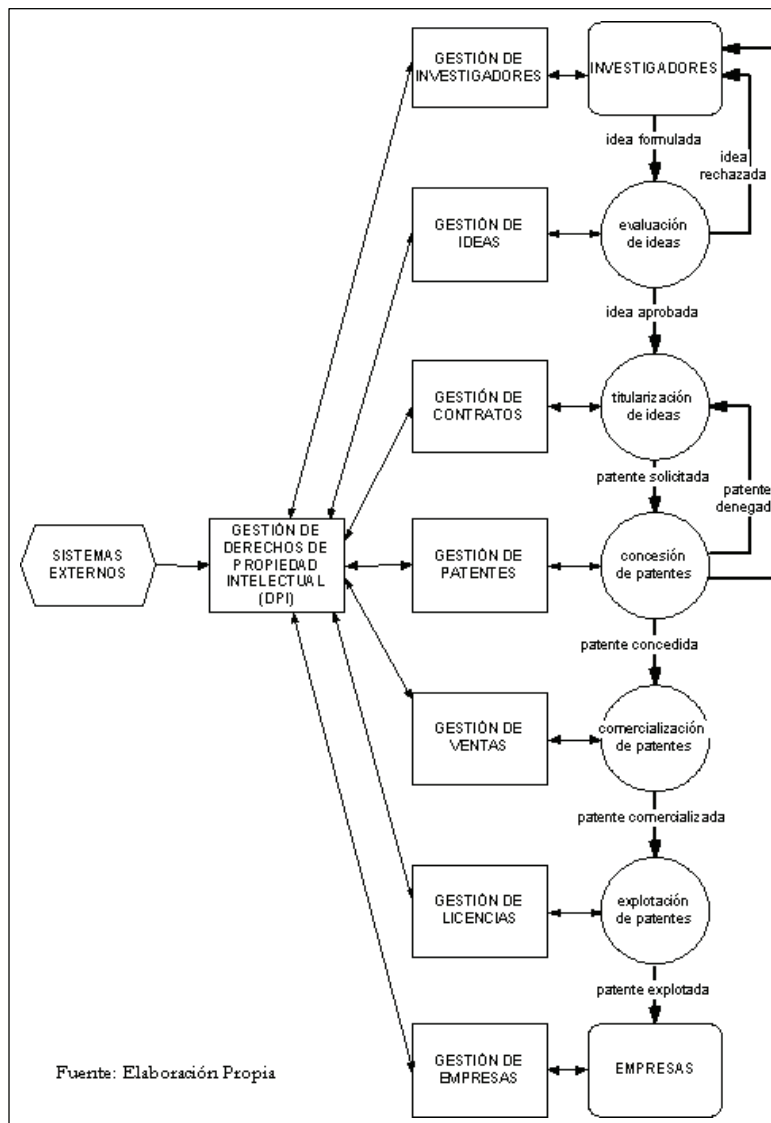 GESTIÓN DE
INVESTIGADORES
INVESTIGADORES
idea formulada
idea
rechazada
GESTIÓN DE
IDEAS
evaluación
de ideas
idea aprobada
GESTIÓN DE
CONTRATOS
titularización
de ideas
patente solicitada
patente
denegad
SISTEMAS
EXTERNOS
GESTIÓN DE
DERECHOS DE
PROPIEDAD
INTELECTUAL
(DPI)
GESTIÓN DE
PATENTES
concesión
de patentes
patente concedida
GESTIÓN DE
VENTAS
comercialización
de patentes
patente comercializada
GESTIÓN DE
LICENCIAS
explotación
de patentes
patente explotada
GESTIÓN DE
EMPRESAS
EMPRESAS
Fuente: Elaboración Propia